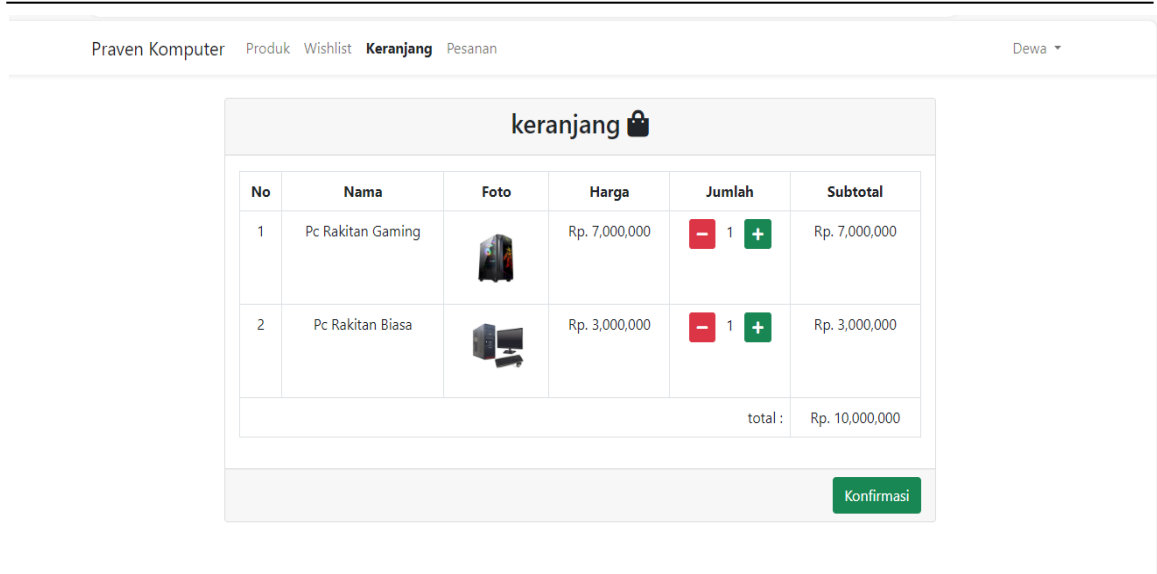 Praven Komputer Produk Wishlist Keranjang Pesanan Dewa
keranjang
No Nama Foto Harga Jumlah Subtotal
1 Pc Rakitan Gaming Rp. 7,000,000 − 1 + Rp. 7,000,000
2 Pc Rakitan Biasa Rp. 3,000,000 − 1 + Rp. 3,000,000
total : Rp. 10,000,000
Konfirmasi